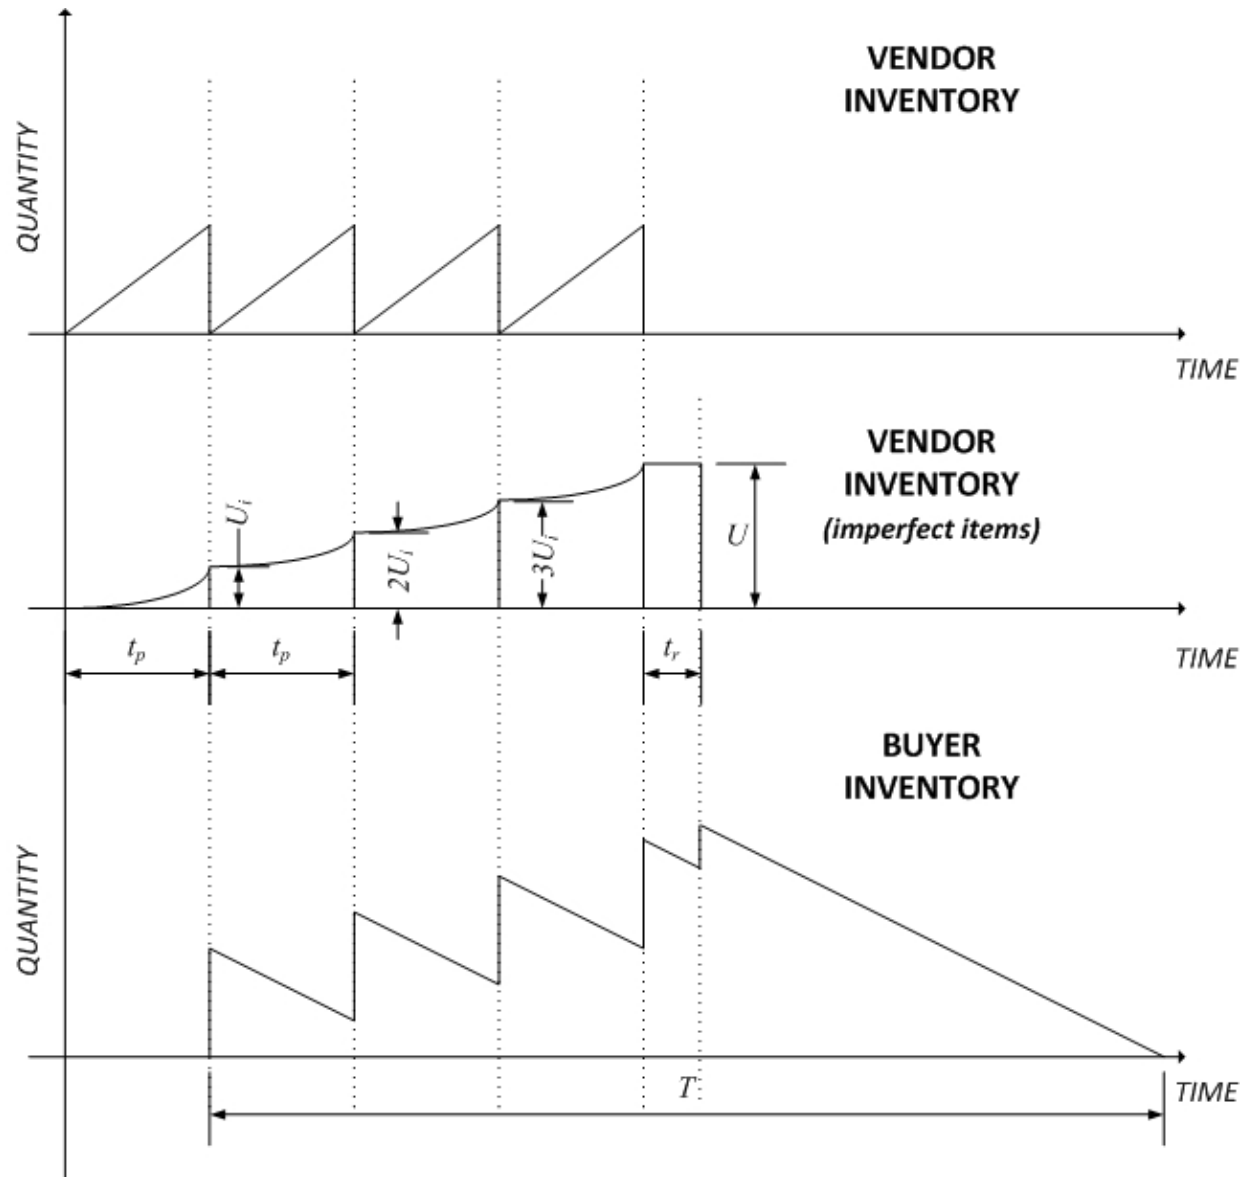 VENDOR
INVENTORY
QUANTITY
TIME
VENDOR
INVENTORY
(imperfect items)
U_i
2U_i
3U_i
U
t_p
t_p
t_r
TIME
BUYER
INVENTORY
QUANTITY
T
TIME